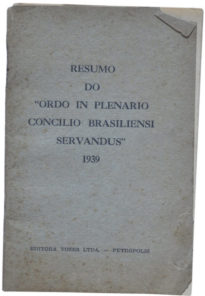 RESUMO
DO
"ORDO IN PLENARIO
CONCILIO BRASILIENSI
SERVANDUS"
1939
EDITORA VOZES LTDA. — PETROPOLIS